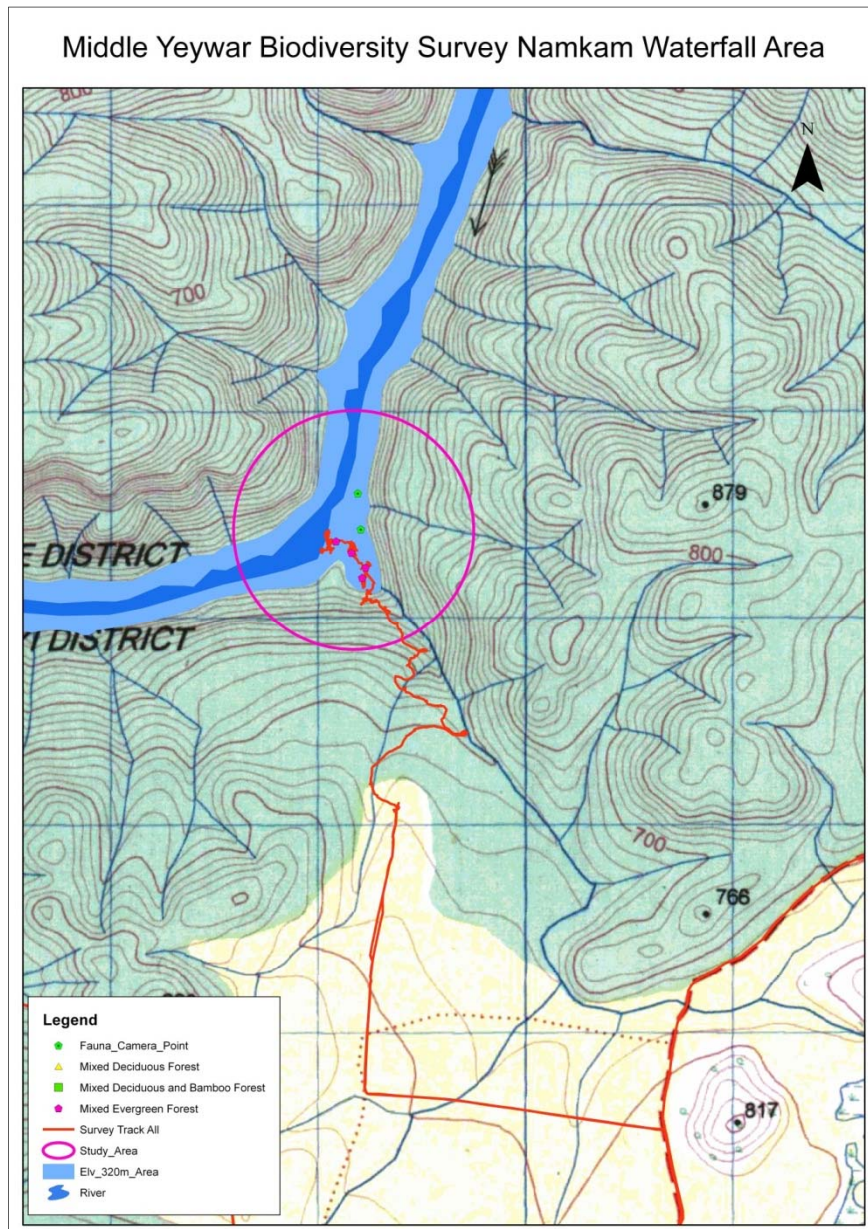 Middle Yeywar Biodiversity Survey Namkam Waterfall Area
800
N
700
879
E DISTRICT
800
I DISTRICT
700
766
817
Legend
Fauna_Camera_Point
Mixed Deciduous Forest
Mixed Deciduous and Bamboo Forest
Mixed Evergreen Forest
Survey Track All
Study_Area
Elv_320m_Area
River